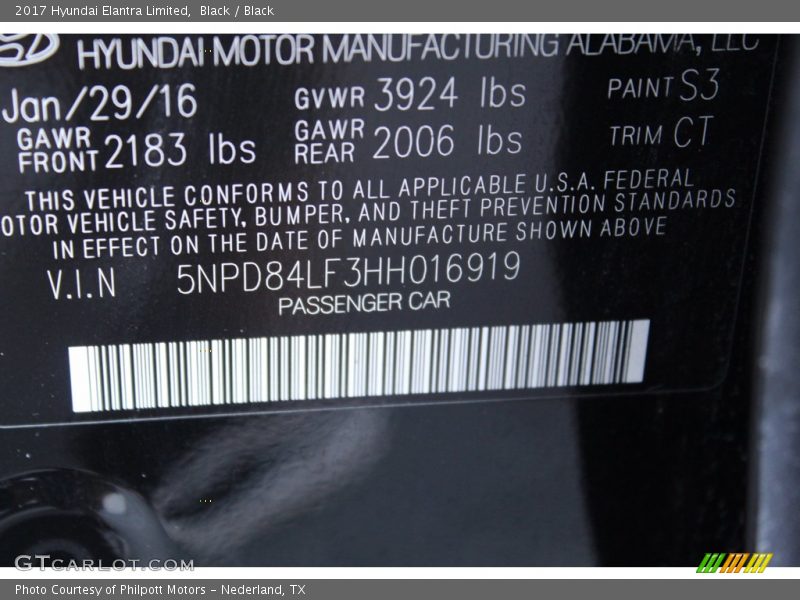 2017 Hyundai Elantra Limited, Black / Black
HYUNDAI MOTOR MANUFACTURING ALABAMA, LLC
Jan/29/16 GVWR 3924 lbs PAINT S3
GAWR FRONT 2183 lbs GAWR REAR 2006 lbs TRIM CT
THIS VEHICLE CONFORMS TO ALL APPLICABLE U.S.A. FEDERAL
OTOR VEHICLE SAFETY, BUMPER, AND THEFT PREVENTION STANDARDS
IN EFFECT ON THE DATE OF MANUFACTURE SHOWN ABOVE
V.I.N 5NPD84LF3HH016919
PASSENGER CAR
GTCARLOT.COM
Photo Courtesy of Philpott Motors - Nederland, TX